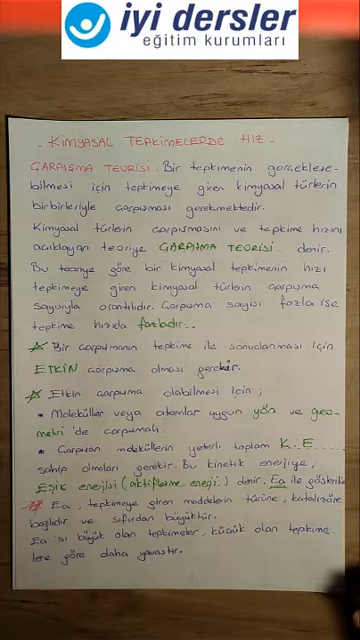 iyi dersler
eğitim kurumları
- KİMYASAL TEPKİMELERDE HIZ -
ÇARPIŞMA TEORİSİ: Bir tepkimenin gerçekleşe-
bilmesi için tepkimeye giren kimyasal türlerin
birbirleriyle çarpışması gerekmektedir.
Kimyasal türlerin çarpışmasını ve tepkime hızını
açıklayan teoriye ÇARPIŞMA TEORİSİ denir.
Bu teoriye göre bir kimyasal tepkimenin hızı
tepkimeye giren kimyasal türlerin çarpışma
sayısıyla orantılıdır. Çarpışma sayısı fazla ise
tepkime hızıda fazladır..
Bir çarpışmanın tepkime ile sonuçlanması için
ETKİN çarpışma olması gerekir.
Etkin çarpışma olabilmesi için ;
• Moleküller veya atomlar uygun yön ve geo-
metri'de çarpışmalı.
• Çarpışan moleküllerin yeterli toplam K.E....
sahip olmaları gerekir. Bu kinetik enerjiye;
Eşik enerjisi (aktifleşme enerji.) denir. Ea ile gösterilir
Ea, tepkimeye giren maddelerin türüne, katalizöre
bağlıdır ve sıfırdan büyüktür.
Ea'sı büyük olan tepkimeler, küçük olan tepkime-
lere göre daha yavaştır.